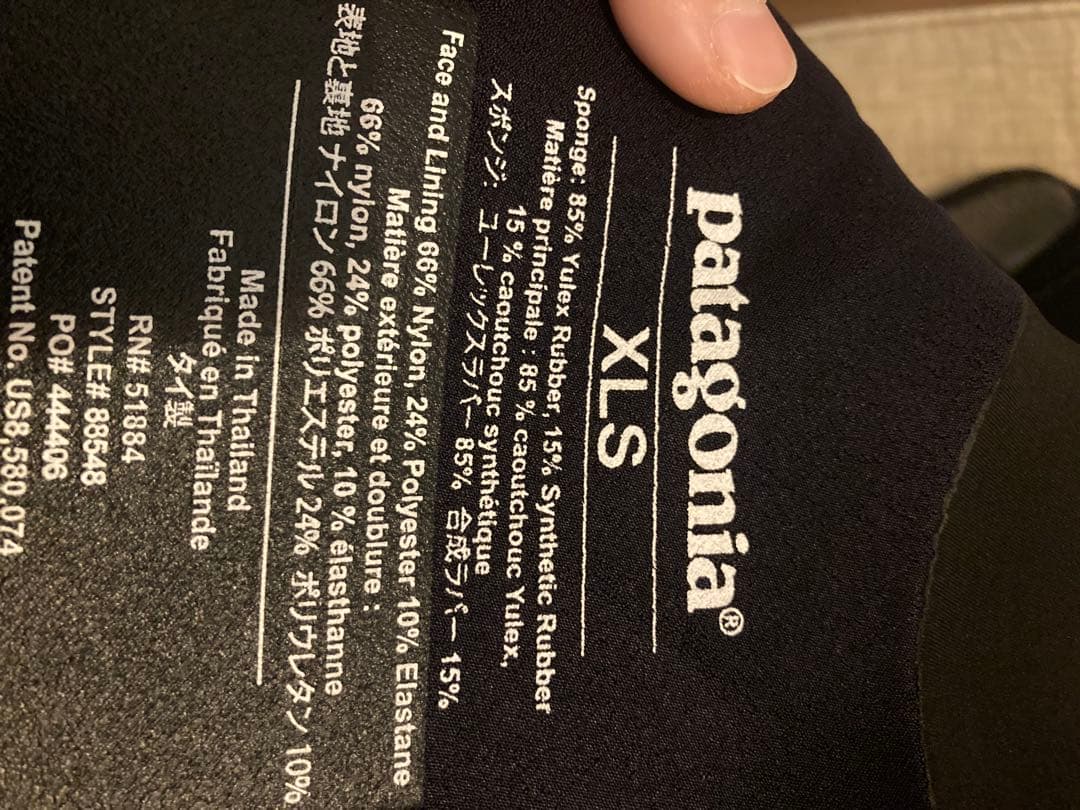 patagonia®
XLS
Sponge: 85% Yulex Rubber, 15% Synthetic Rubber
Matière principale : 85 % caoutchouc Yulex,
15 % caoutchouc synthétique
スポンジ: ユーレックスラバー 85% 合成ラバー 15%
Face and Lining 66% Nylon, 24% Polyester 10% Elastane
Matière extérieure et doublure :
66% nylon, 24% polyester, 10 % élasthanne
表地と裏地 ナイロン 66% ポリエステル 24% ポリウレタン 10%
Made in Thailand
Fabriqué en Thaïlande
タイ製
RN# 51884
STYLE# 88548
PO# 444406
Patent No. US8,580,074